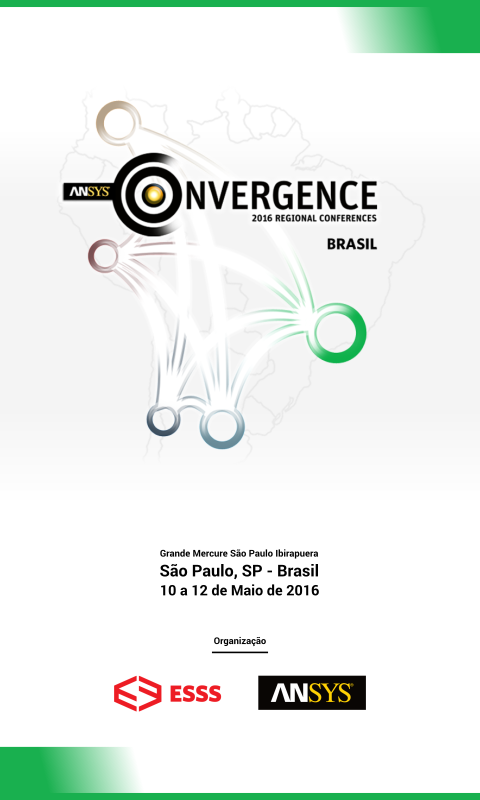 ANSYS CONVERGENCE
2016 REGIONAL CONFERENCES
BRASIL
Grande Mercure São Paulo Ibirapuera
São Paulo, SP - Brasil
10 a 12 de Maio de 2016
Organização
ESSS ANSYS